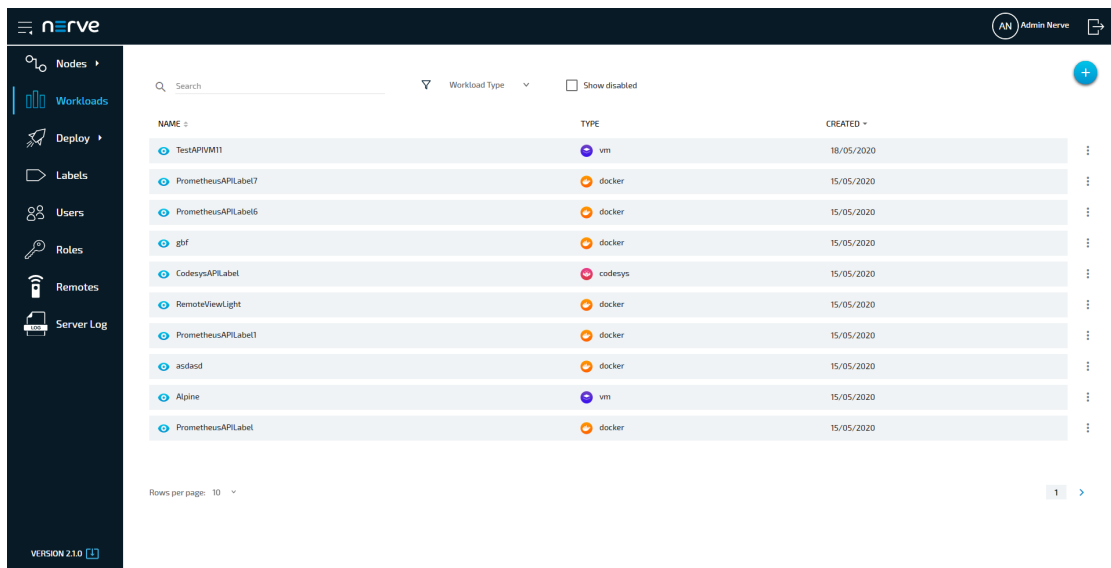 nerve
AN Admin Nerve
Nodes
Workloads
Deploy
Labels
Users
Roles
Remotes
LOG Server Log
VERSION 2.1.0
Search Workload Type Show disabled
+
NAME TYPE CREATED
TestAPIVM11 vm 18/05/2020
PrometheusAPILabel7 docker 15/05/2020
PrometheusAPILabel6 docker 15/05/2020
gbf docker 15/05/2020
CodesysAPILabel codesys 15/05/2020
RemoteViewLight docker 15/05/2020
PrometheusAPILabel1 docker 15/05/2020
asdasd docker 15/05/2020
Alpine vm 15/05/2020
PrometheusAPILabel docker 15/05/2020
Rows per page: 10 1